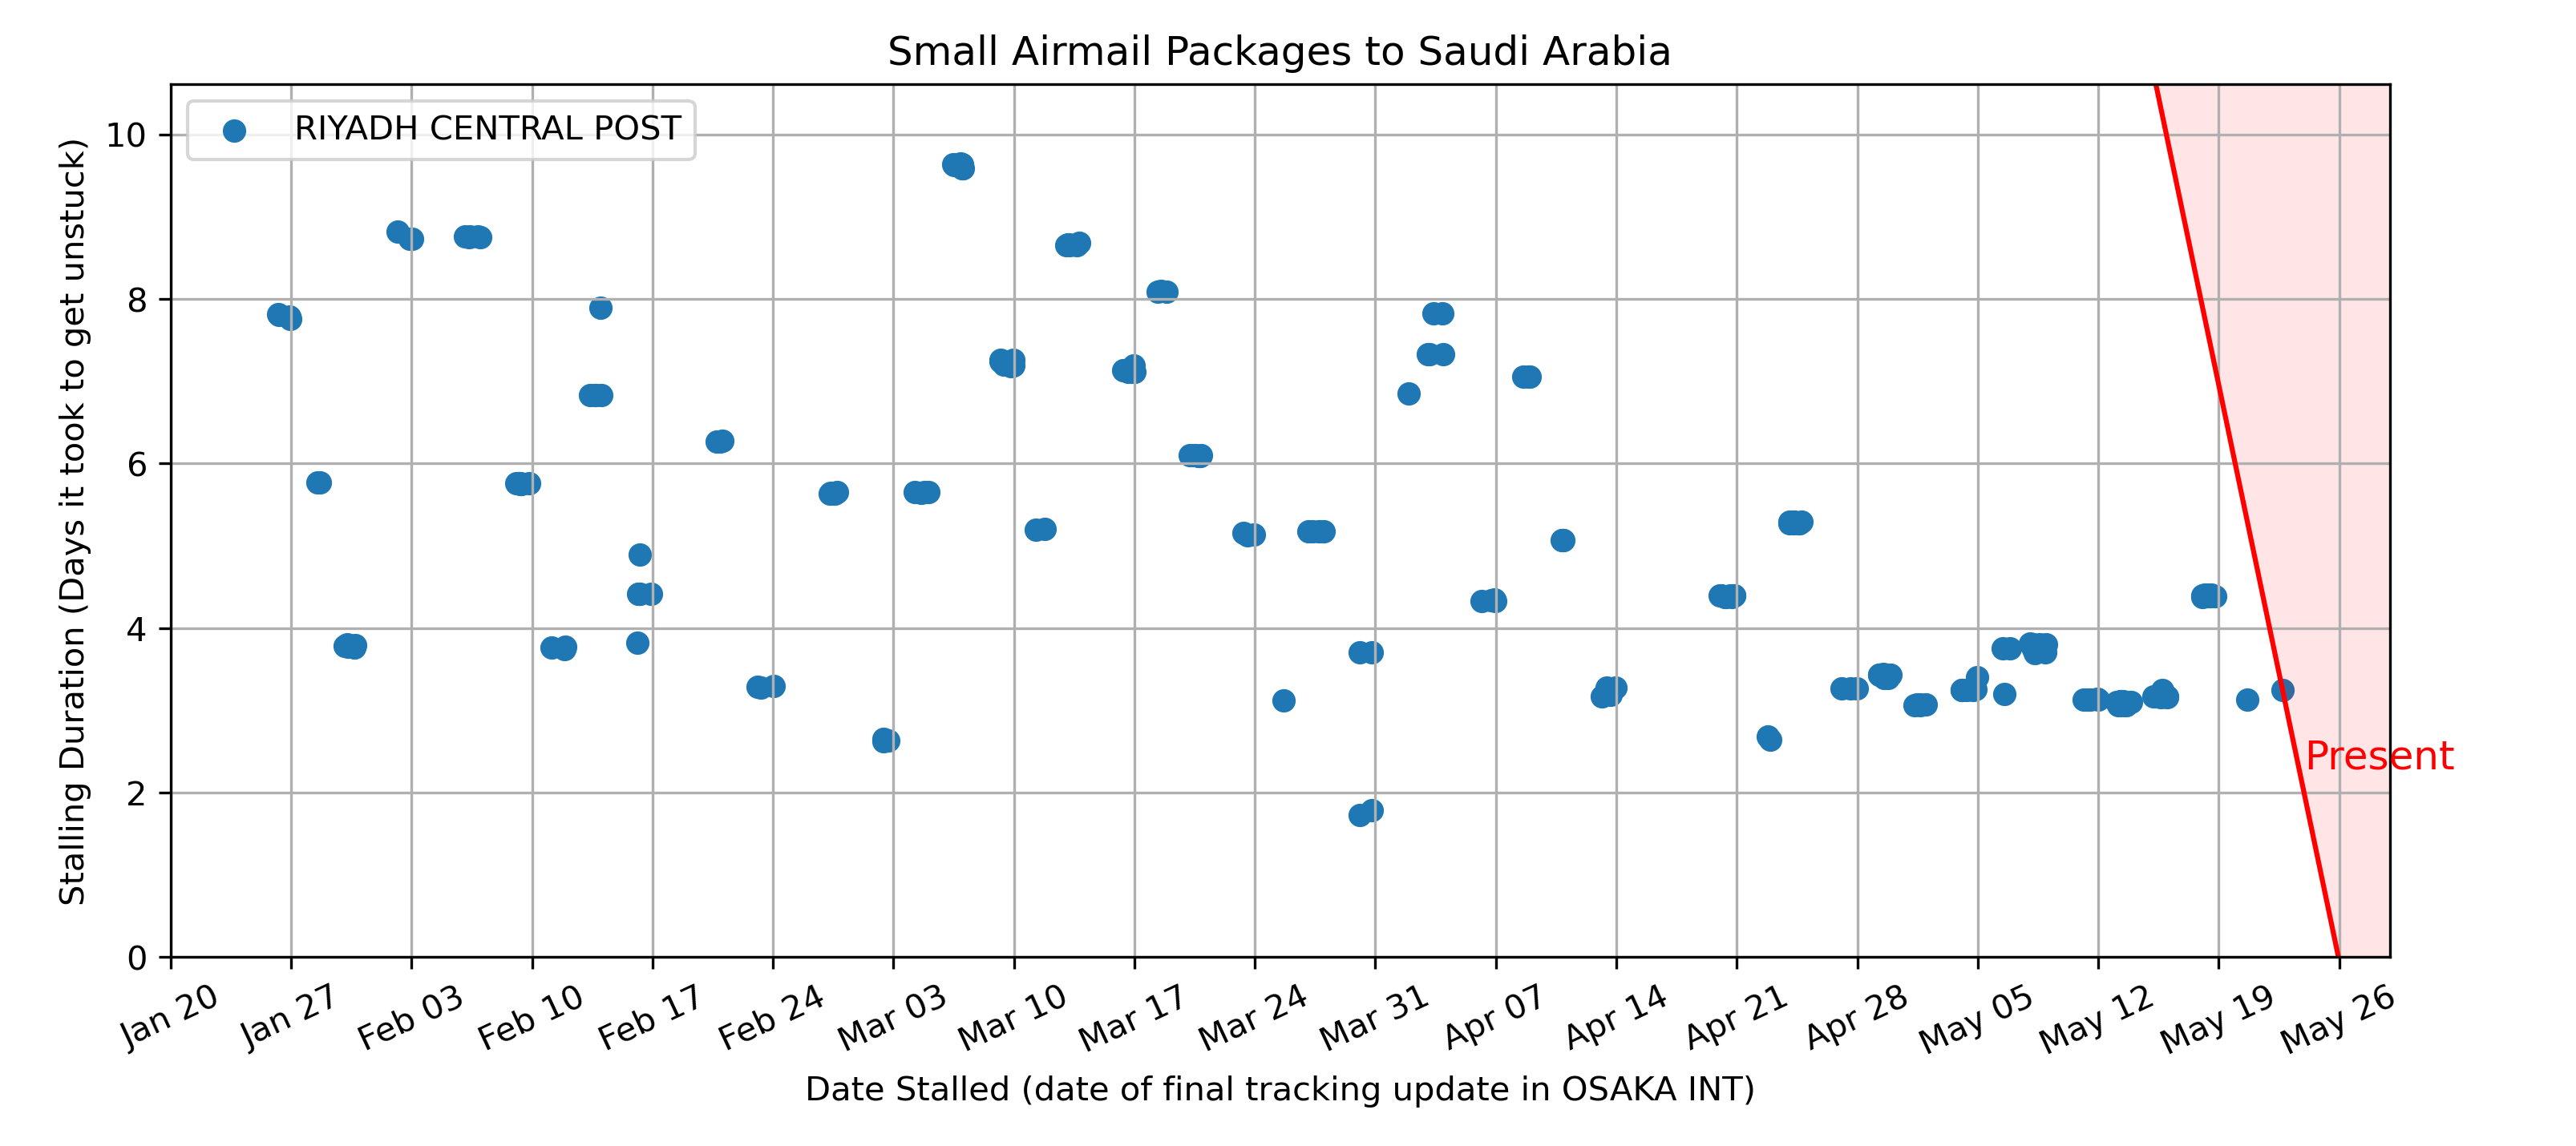 Small Airmail Packages to Saudi Arabia
RIYADH CENTRAL POST
Stalling Duration (Days it took to get unstuck)
10
8
6
4
2
0
Present
Jan 20
Jan 27
Feb 03
Feb 10
Feb 17
Feb 24
Mar 03
Mar 10
Mar 17
Mar 24
Mar 31
Apr 07
Apr 14
Apr 21
Apr 28
May 05
May 12
May 19
May 26
Date Stalled (date of final tracking update in OSAKA INT)